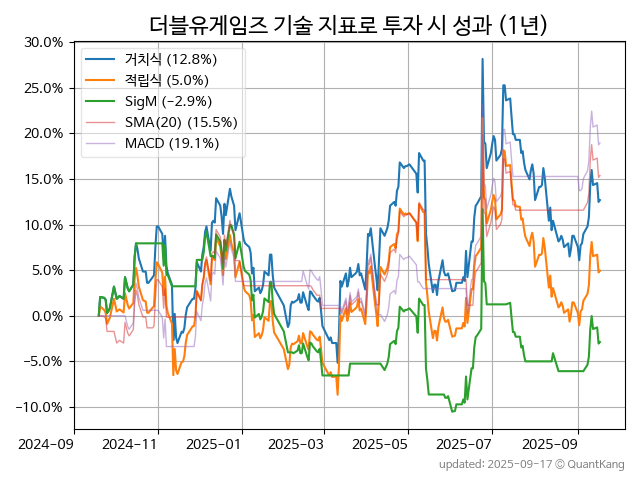 더블유게임즈 기술 지표로 투자 시 성과 (1년)
30.0%
25.0%
20.0%
15.0%
10.0%
5.0%
0.0%
−5.0%
−10.0%
거치식 (12.8%)
적립식 (5.0%)
SigM (−2.9%)
SMA(20) (15.5%)
MACD (19.1%)
2024-09 2024-11 2025-01 2025-03 2025-05 2025-07 2025-09
updated: 2025-09-17 © QuantKang